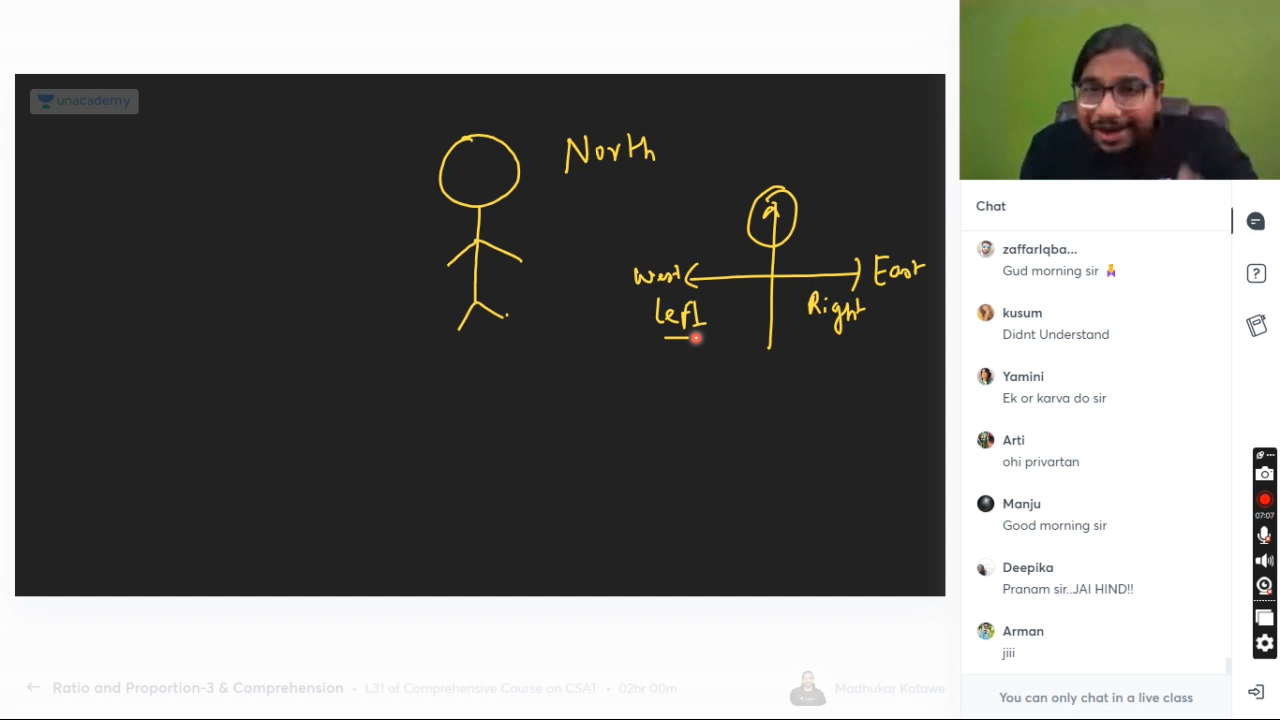 unacademy
North
West
East
Left
Right
Chat
zaffarIqba...
Gud morning sir
kusum
Didnt Understand
Yamini
Ek or karva do sir
Arti
ohi privartan
Manju
Good morning sir
Deepika
Pranam sir..JAI HIND!!
Arman
jiii
You can only chat in a live class
07:07
Ratio and Proportion-3 & Comprehension • L31 of Comprehensive Course on CSAT • 02hr 00m
Madhukar Kotawe